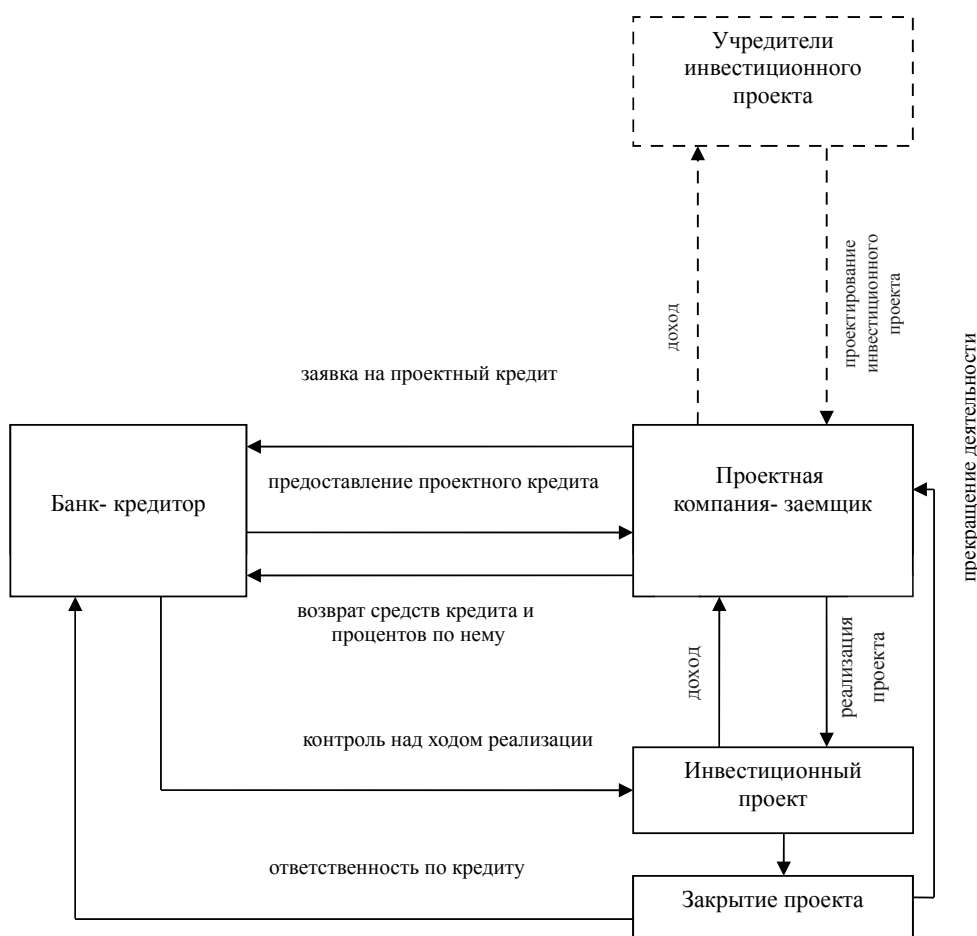 Учредители
инвестиционного
проекта
доход
проектирование
инвестиционного
проекта
прекращение деятельности
заявка на проектный кредит
Банк- кредитор
предоставление проектного кредита
Проектная
компания- заемщик
возврат средств кредита и
процентов по нему
доход
реализация
проекта
контроль над ходом реализации
Инвестиционный
проект
ответственность по кредиту
Закрытие проекта